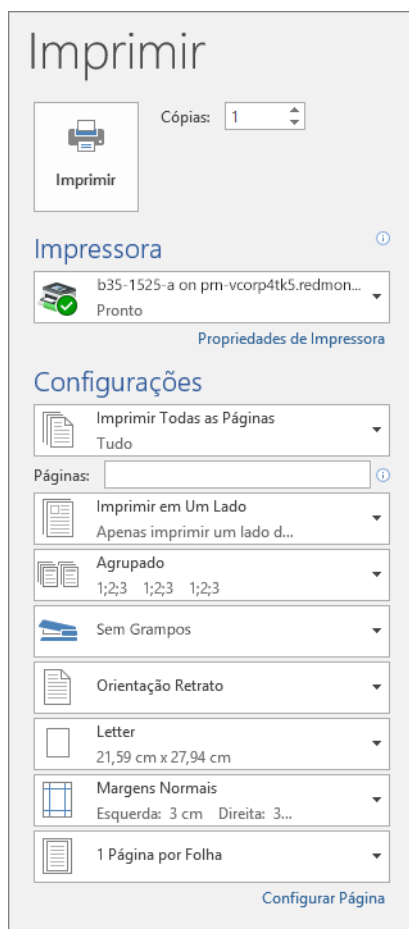 Imprimir
Cópias: 1
Imprimir
Impressora
b35-1525-a on prn-vcorp4tk5.redmon...
Pronto
Propriedades de Impressora
Configurações
Imprimir Todas as Páginas
Tudo
Páginas:
Imprimir em Um Lado
Apenas imprimir um lado d...
Agrupado
1;2;3 1;2;3 1;2;3
Sem Grampos
Orientação Retrato
Letter
21,59 cm x 27,94 cm
Margens Normais
Esquerda: 3 cm Direita: 3...
1 Página por Folha
Configurar Página